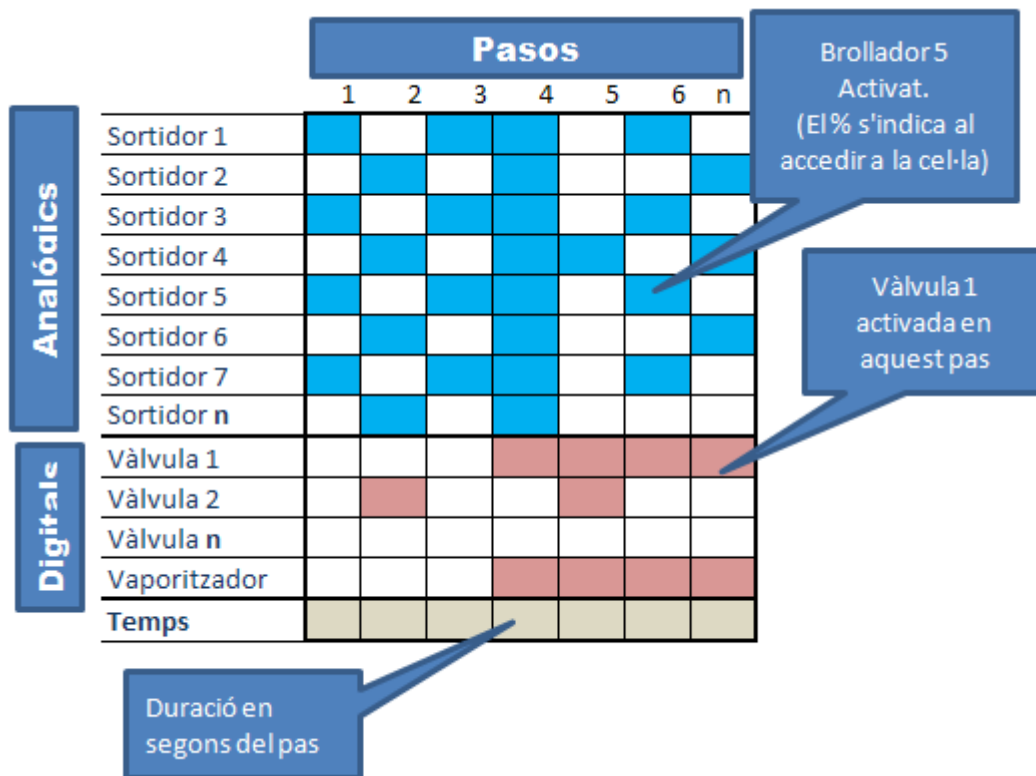 Pasos
Brollador 5
Activat.
(El % s'indica al
accedir a la cel·la)
1 2 3 4 5 6 n
Analógics
Sortidor 1
Sortidor 2
Sortidor 3
Sortidor 4
Sortidor 5
Sortidor 6
Sortidor 7
Sortidor n
Vàlvula 1
activada en
aquest pas
Digitals
Vàlvula 1
Vàlvula 2
Vàlvula n
Vaporitzador
Temps
Duració en
segons del pas